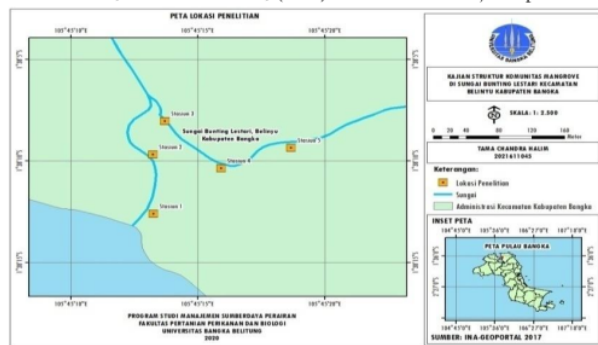 PETA LOKASI PENELITIAN
105°45'10"E 105°45'15"E 105°45'20"E
Stasiun 3
Sungai Bunting Lestari, Belinyu
Kabupaten Bangka
Stasiun 2
Stasiun 5
Stasiun 4
Stasiun 1
105°45'10"E 105°45'15"E 105°45'20"E
PROGRAM STUDI MANAJEMEN SUMBERDAYA PERAIRAN
FAKULTAS PERTANIAN PERIKANAN DAN BIOLOGI
UNIVERSITAS BANGKA BELITUNG
2020
UNIVERSITAS BANGKA BELITUNG
KAJIAN STRUKTUR KOMUNITAS MANGROVE
DI SUNGAI BUNTING LESTARI KECAMATAN
BELINYU KABUPATEN BANGKA
SKALA: 1: 2.500
0 20 40 80 120 160
Meter
TAMA CHANDRA HALIM
2021611045
Keterangan:
Lokasi Penelitian
Sungai
Administrasi Kecamatan Kabupaten Bangka
INSET PETA
PETA PULAU BANGKA
SUMBER: INA-GEOPORTAL 2017